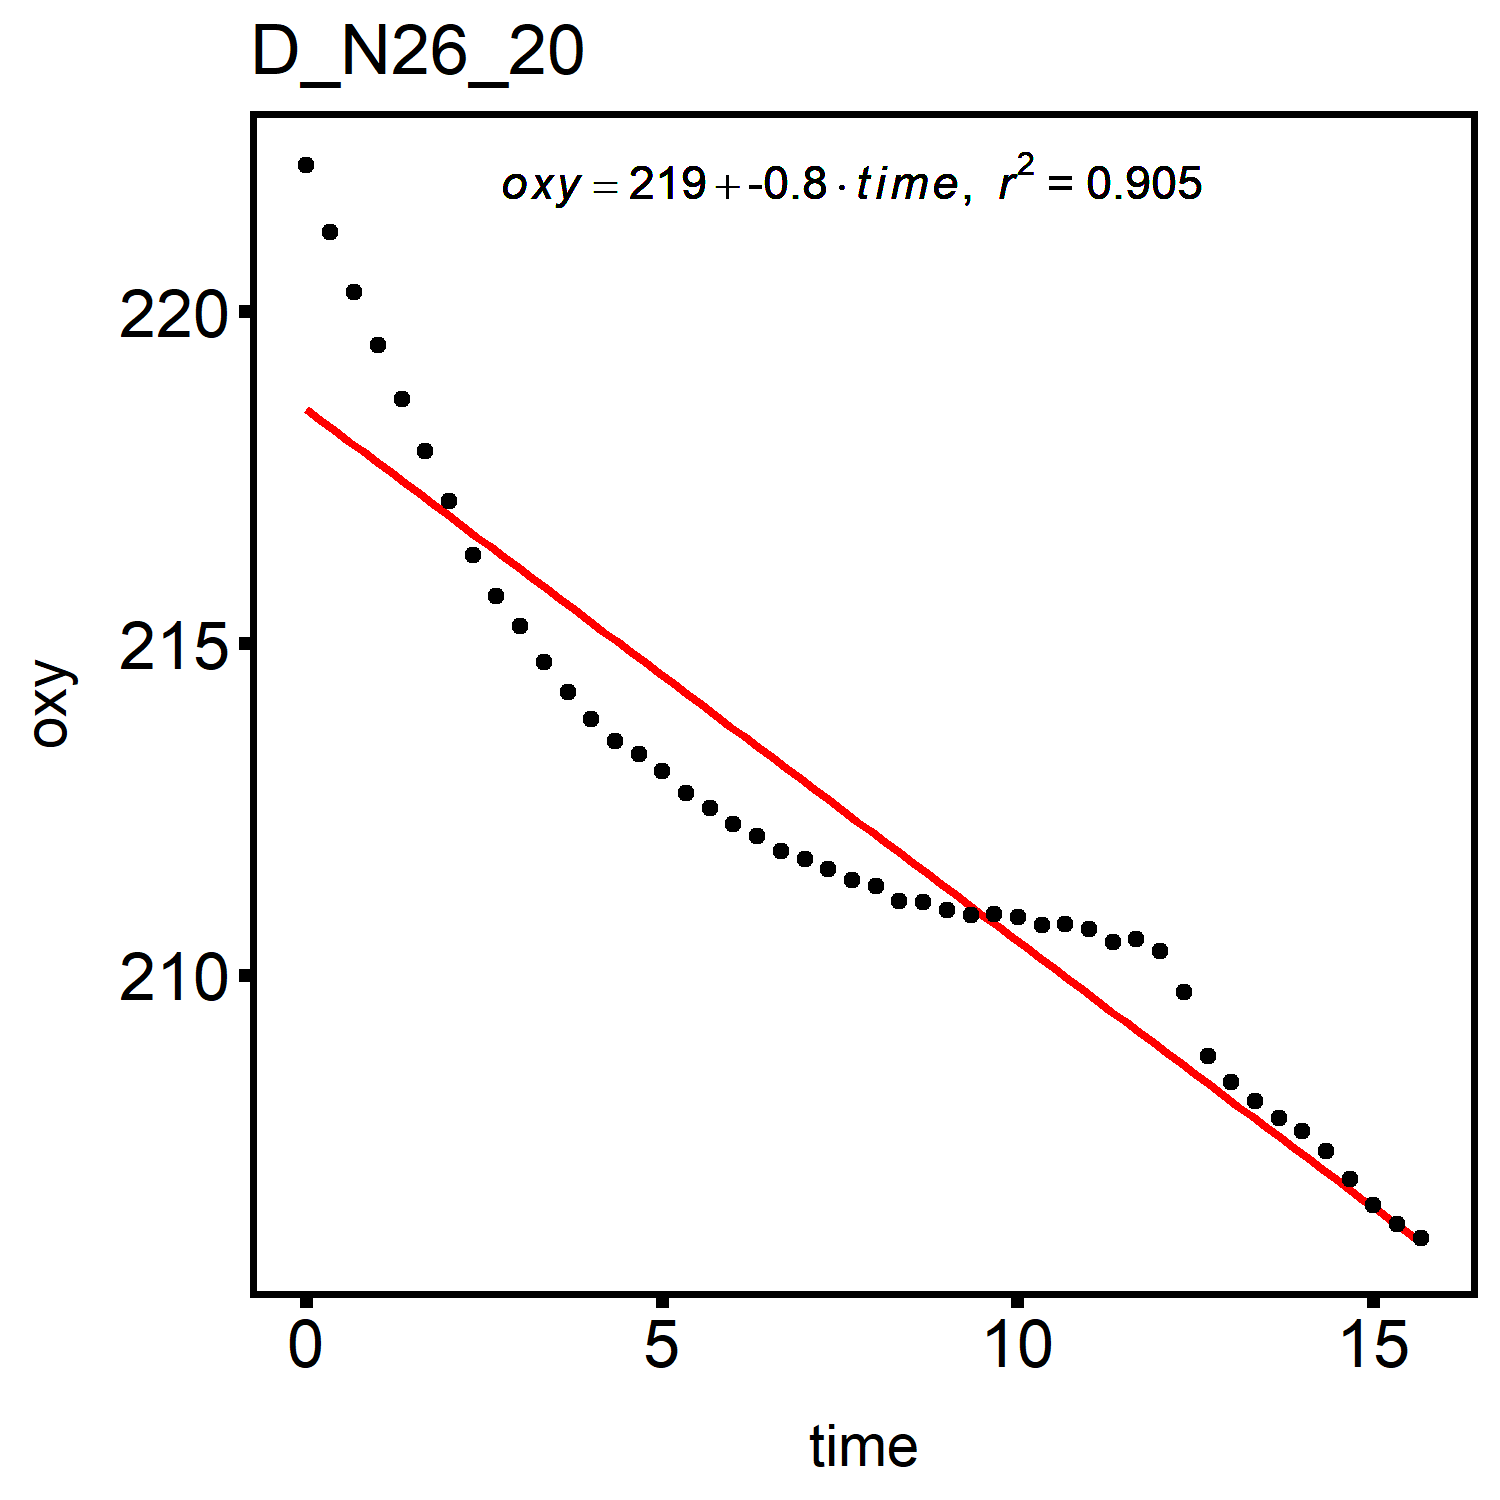 D_N26_20
oxy = 219 + -0.8 · time, r² = 0.905
220
215
210
oxy
0 5 10 15
time